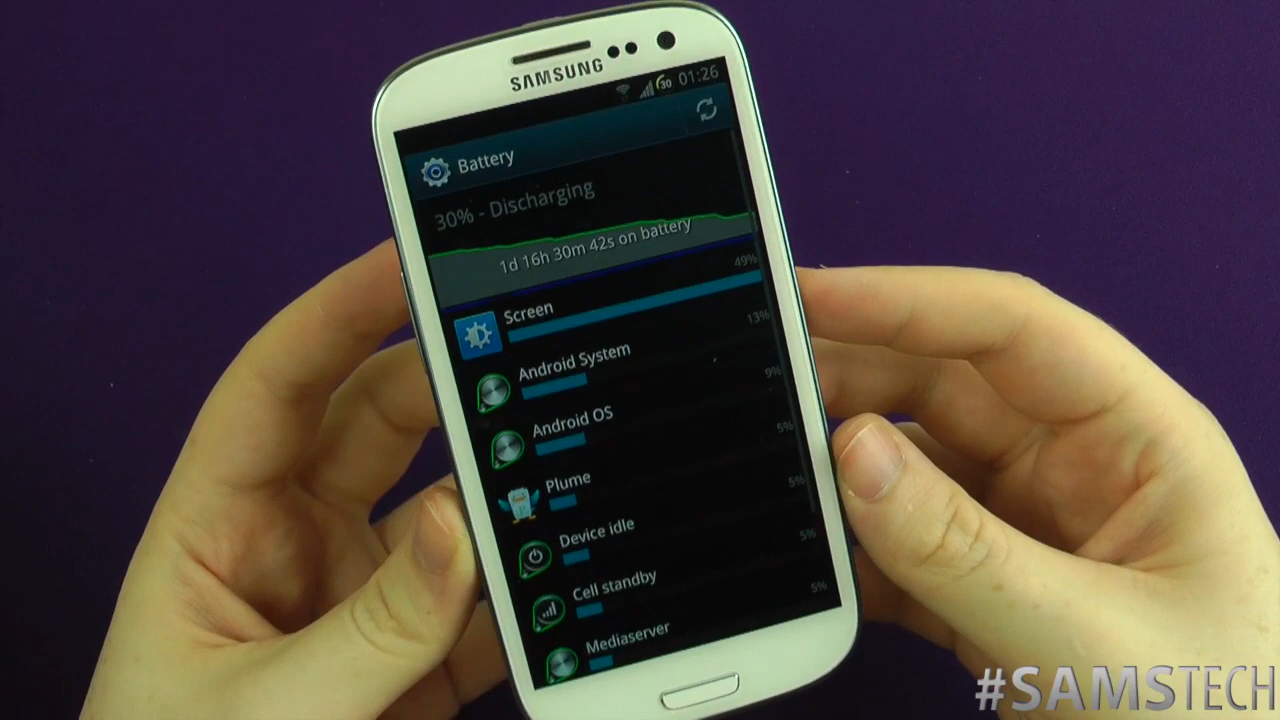 SAMSUNG
30 01:26
Battery
30% - Discharging
1d 16h 30m 42s on battery
Screen 49%
Android System 13%
Android OS 9%
Plume 5%
Device idle 5%
Cell standby 5%
Mediaserver 5%
#SAMSTECH